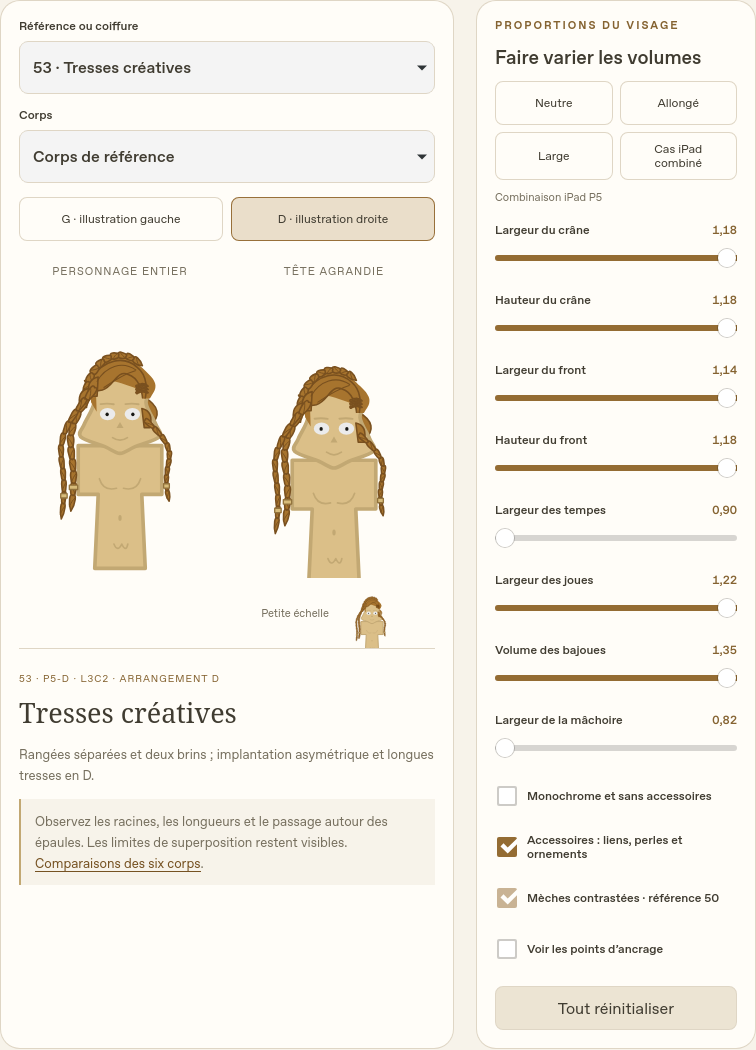 Référence ou coiffure
53 · Tresses créatives
Corps
Corps de référence
G · illustration gauche
D · illustration droite
PERSONNAGE ENTIER
TÊTE AGRANDIE
Petite échelle
53 · P5-D · L3C2 · ARRANGEMENT D
Tresses créatives
Rangées séparées et deux brins ; implantation asymétrique et longues
tresses en D.
Observez les racines, les longueurs et le passage autour des
épaules. Les limites de superposition restent visibles.
Comparaisons des six corps.
PROPORTIONS DU VISAGE
Faire varier les volumes
Neutre
Allongé
Large
Cas iPad
combiné
Combinaison iPad P5
Largeur du crâne 1,18
Hauteur du crâne 1,18
Largeur du front 1,14
Hauteur du front 1,18
Largeur des tempes 0,90
Largeur des joues 1,22
Volume des bajoues 1,35
Largeur de la mâchoire 0,82
Monochrome et sans accessoires
Accessoires : liens, perles et
ornements
Mèches contrastées · référence 50
Voir les points d’ancrage
Tout réinitialiser